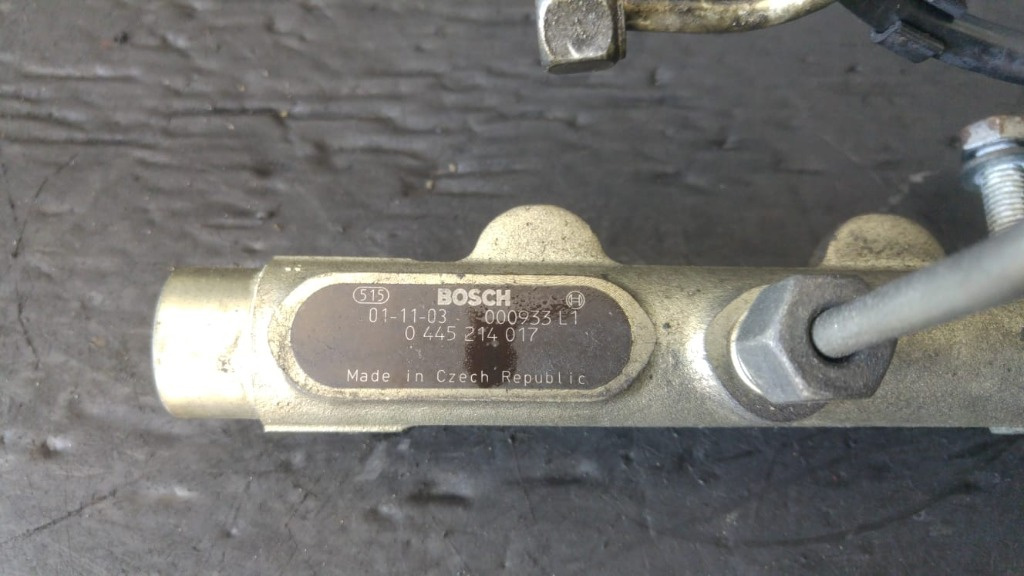 515 BOSCH
01-11-03 000933 L1
0 445 214 017
Made in Czech Republic